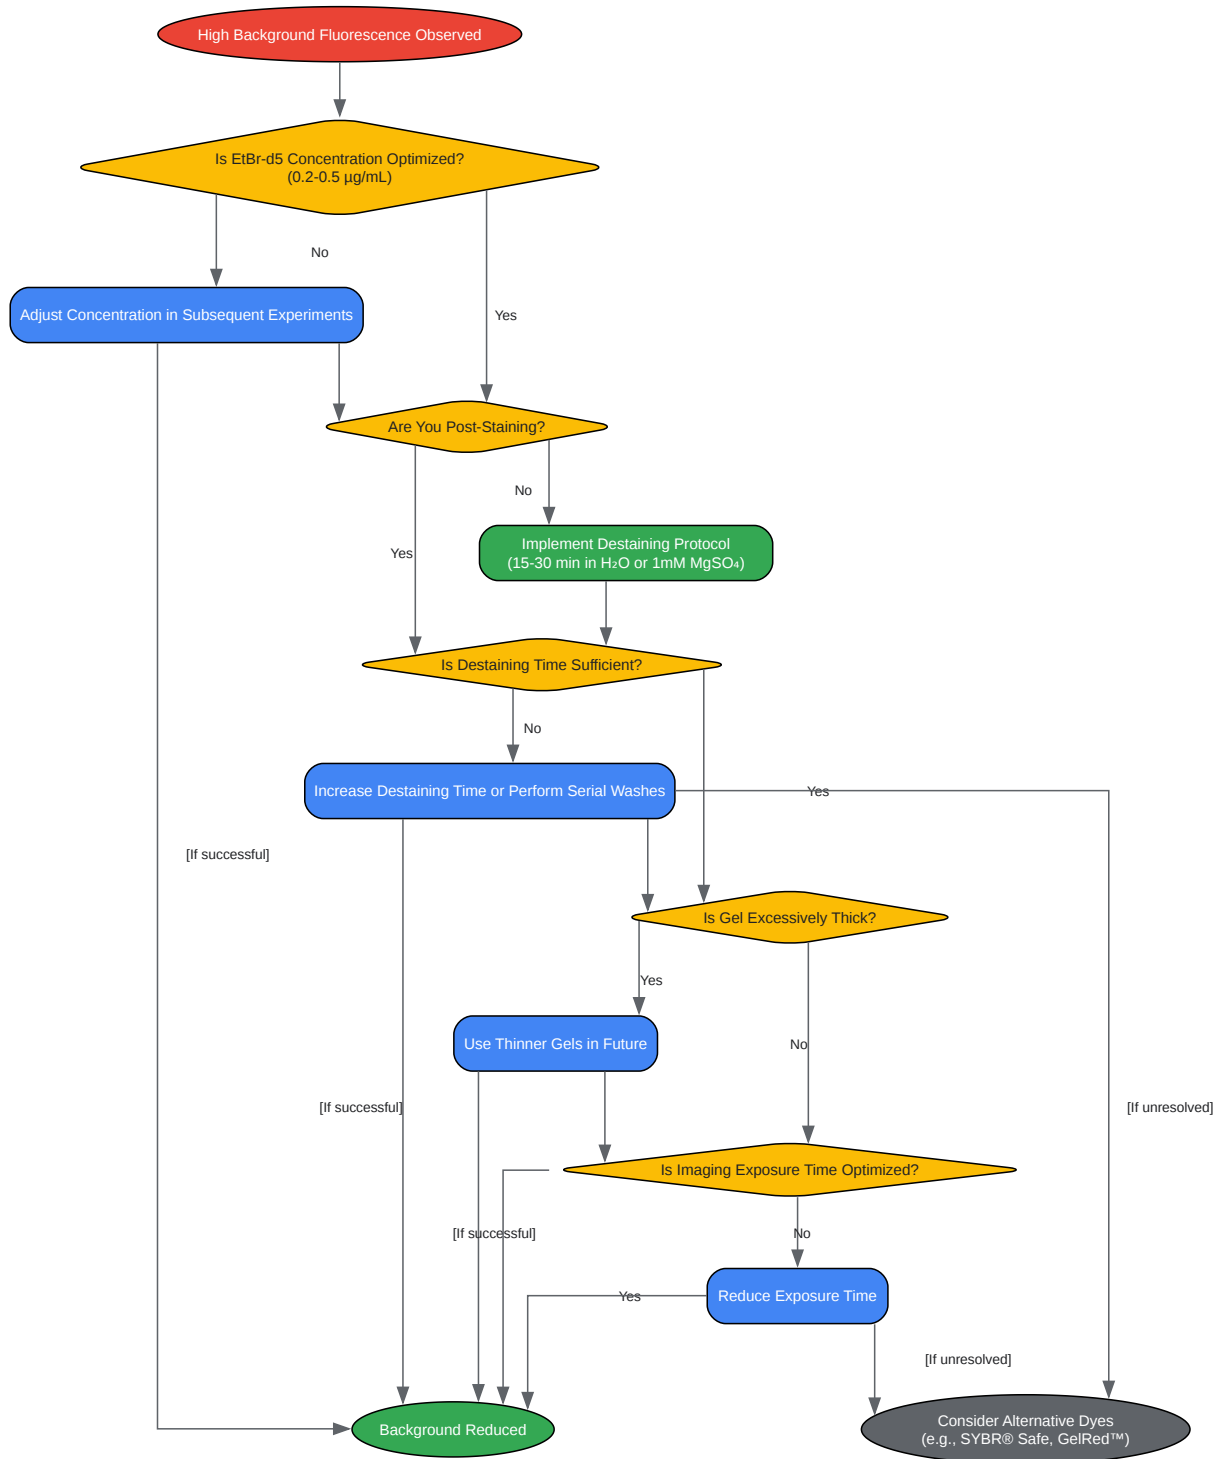 High Background Fluorescence Observed
Is EtBr-d5 Concentration Optimized?
(0.2-0.5 µg/mL)
No
Adjust Concentration in Subsequent Experiments
Yes
Are You Post-Staining?
No
Implement Destaining Protocol
(15-30 min in H₂O or 1mM MgSO₄)
Yes
Is Destaining Time Sufficient?
No
Increase Destaining Time or Perform Serial Washes
Yes
[If successful]
Is Gel Excessively Thick?
Yes
Use Thinner Gels in Future
No
[If successful]
[If unresolved]
Is Imaging Exposure Time Optimized?
[If successful]
No
Reduce Exposure Time
Yes
[If unresolved]
Background Reduced
Consider Alternative Dyes
(e.g., SYBR® Safe, GelRed™)